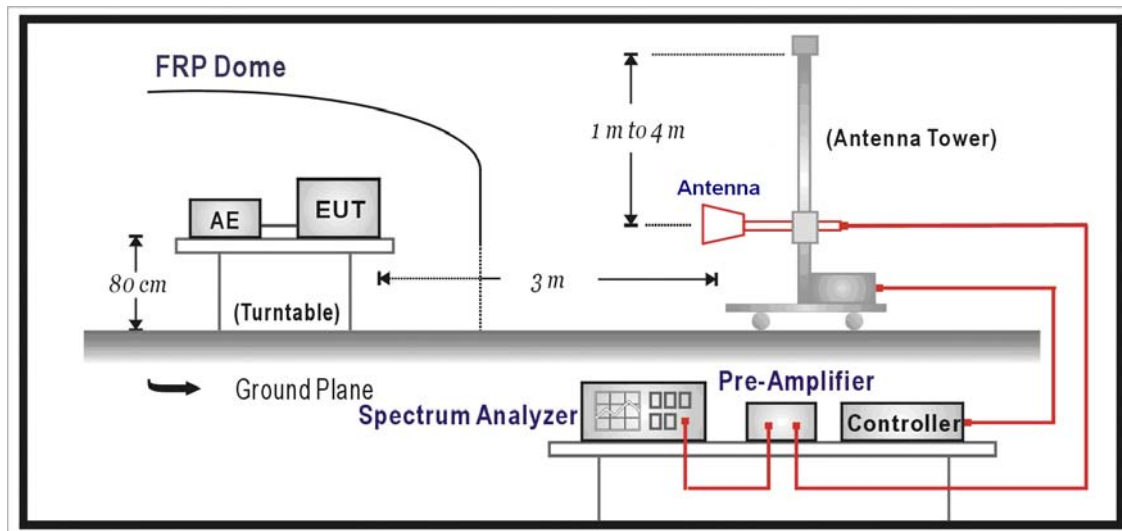 FRP Dome
1 m to 4 m
(Antenna Tower)
Antenna
AE
EUT
80 cm
3 m
(Turntable)
Ground Plane
Pre-Amplifier
Spectrum Analyzer
Controller